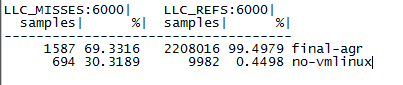 LLC_MISSES:6000|    LLC_REFS:6000|
samples|      %|  samples|      %|
------------------------------------
1587 69.3316   2208016 99.4979 final-agr
694 30.3189      9982  0.4498 no-vmlinux